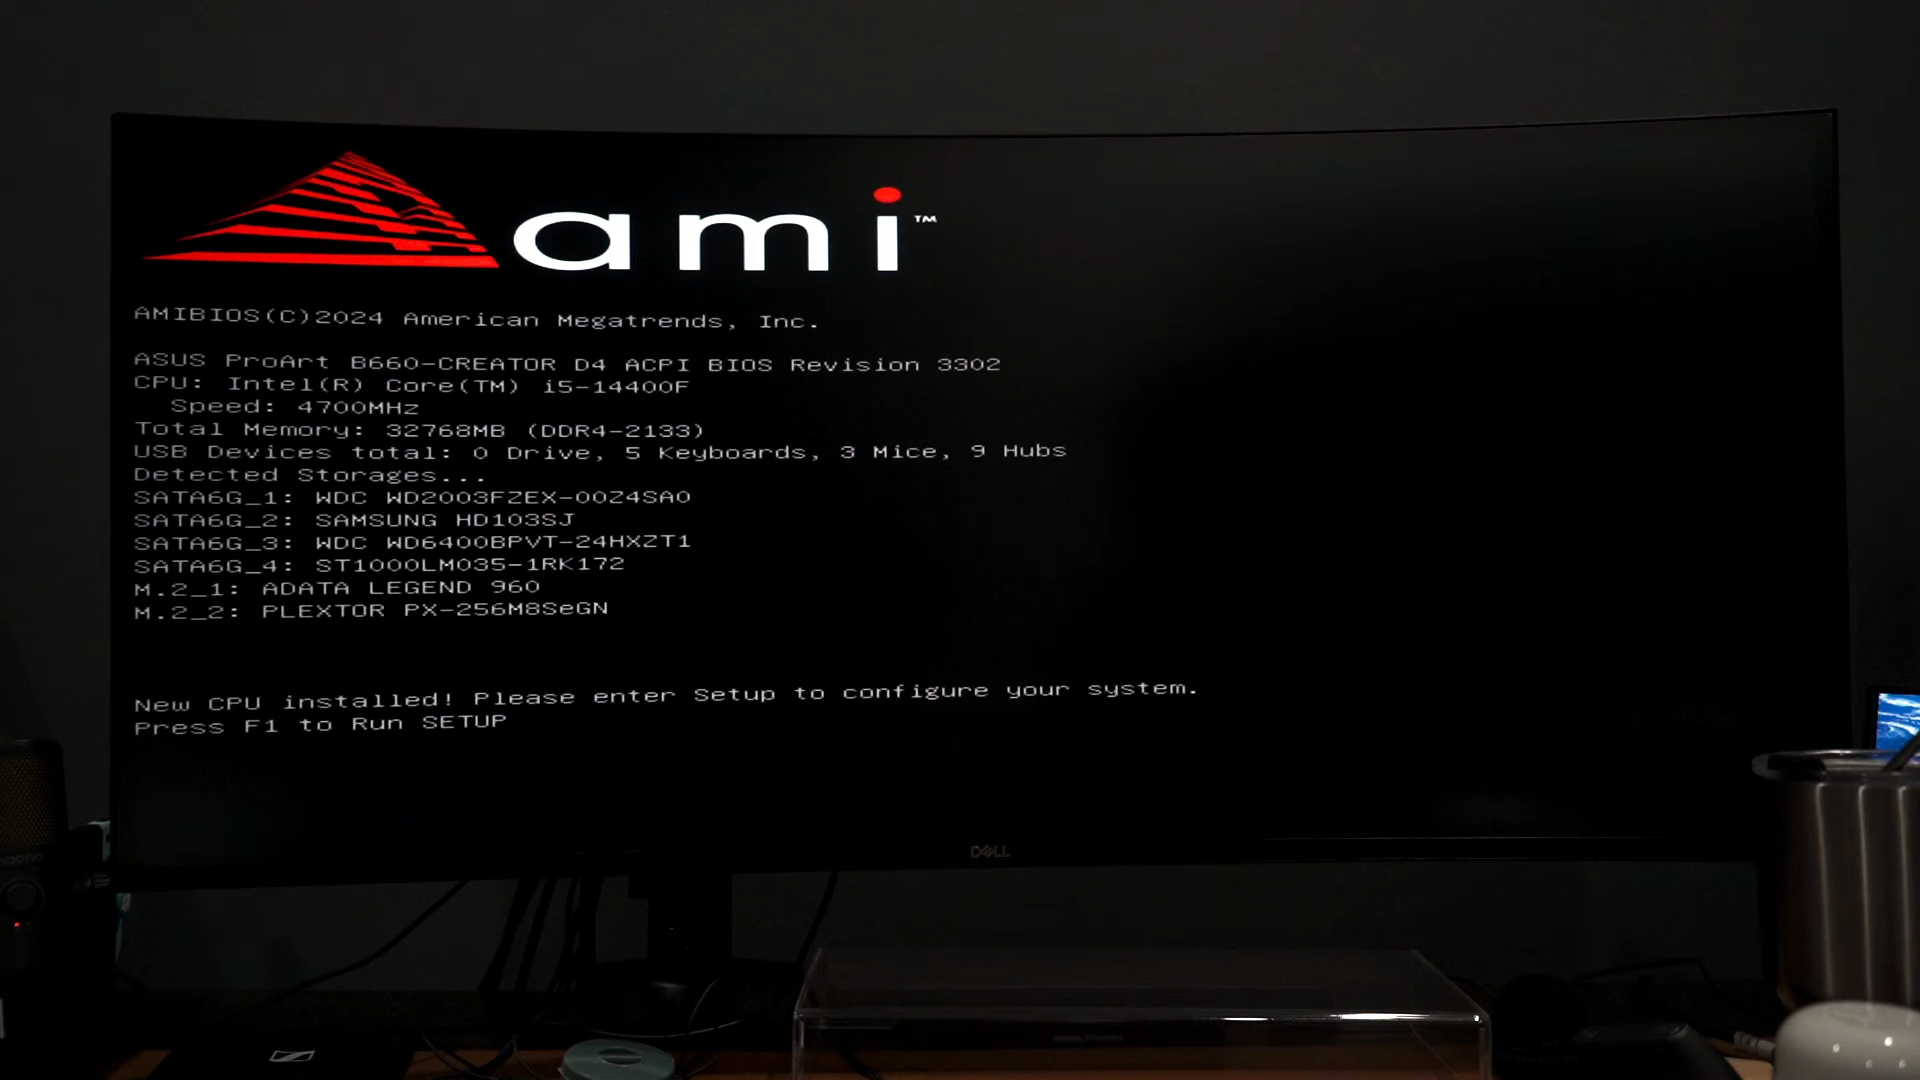 ami™
AMIBIOS(C)2024 American Megatrends, Inc.
ASUS ProArt B660-CREATOR D4 ACPI BIOS Revision 3302
CPU: Intel(R) Core(TM) i5-14400F
Speed: 4700MHz
Total Memory: 32768MB (DDR4-2133)
USB Devices total: 0 Drive, 5 Keyboards, 3 Mice, 9 Hubs
Detected Storages...
SATA6G_1: WDC WD2003FZEX-00Z4SA0
SATA6G_2: SAMSUNG HD103SJ
SATA6G_3: WDC WD6400BPVT-24HXZT1
SATA6G_4: ST1000LM035-1RK172
M.2_1: ADATA LEGEND 960
M.2_2: PLEXTOR PX-256M8SeGN
New CPU installed! Please enter Setup to configure your system.
Press F1 to Run SETUP
DELL